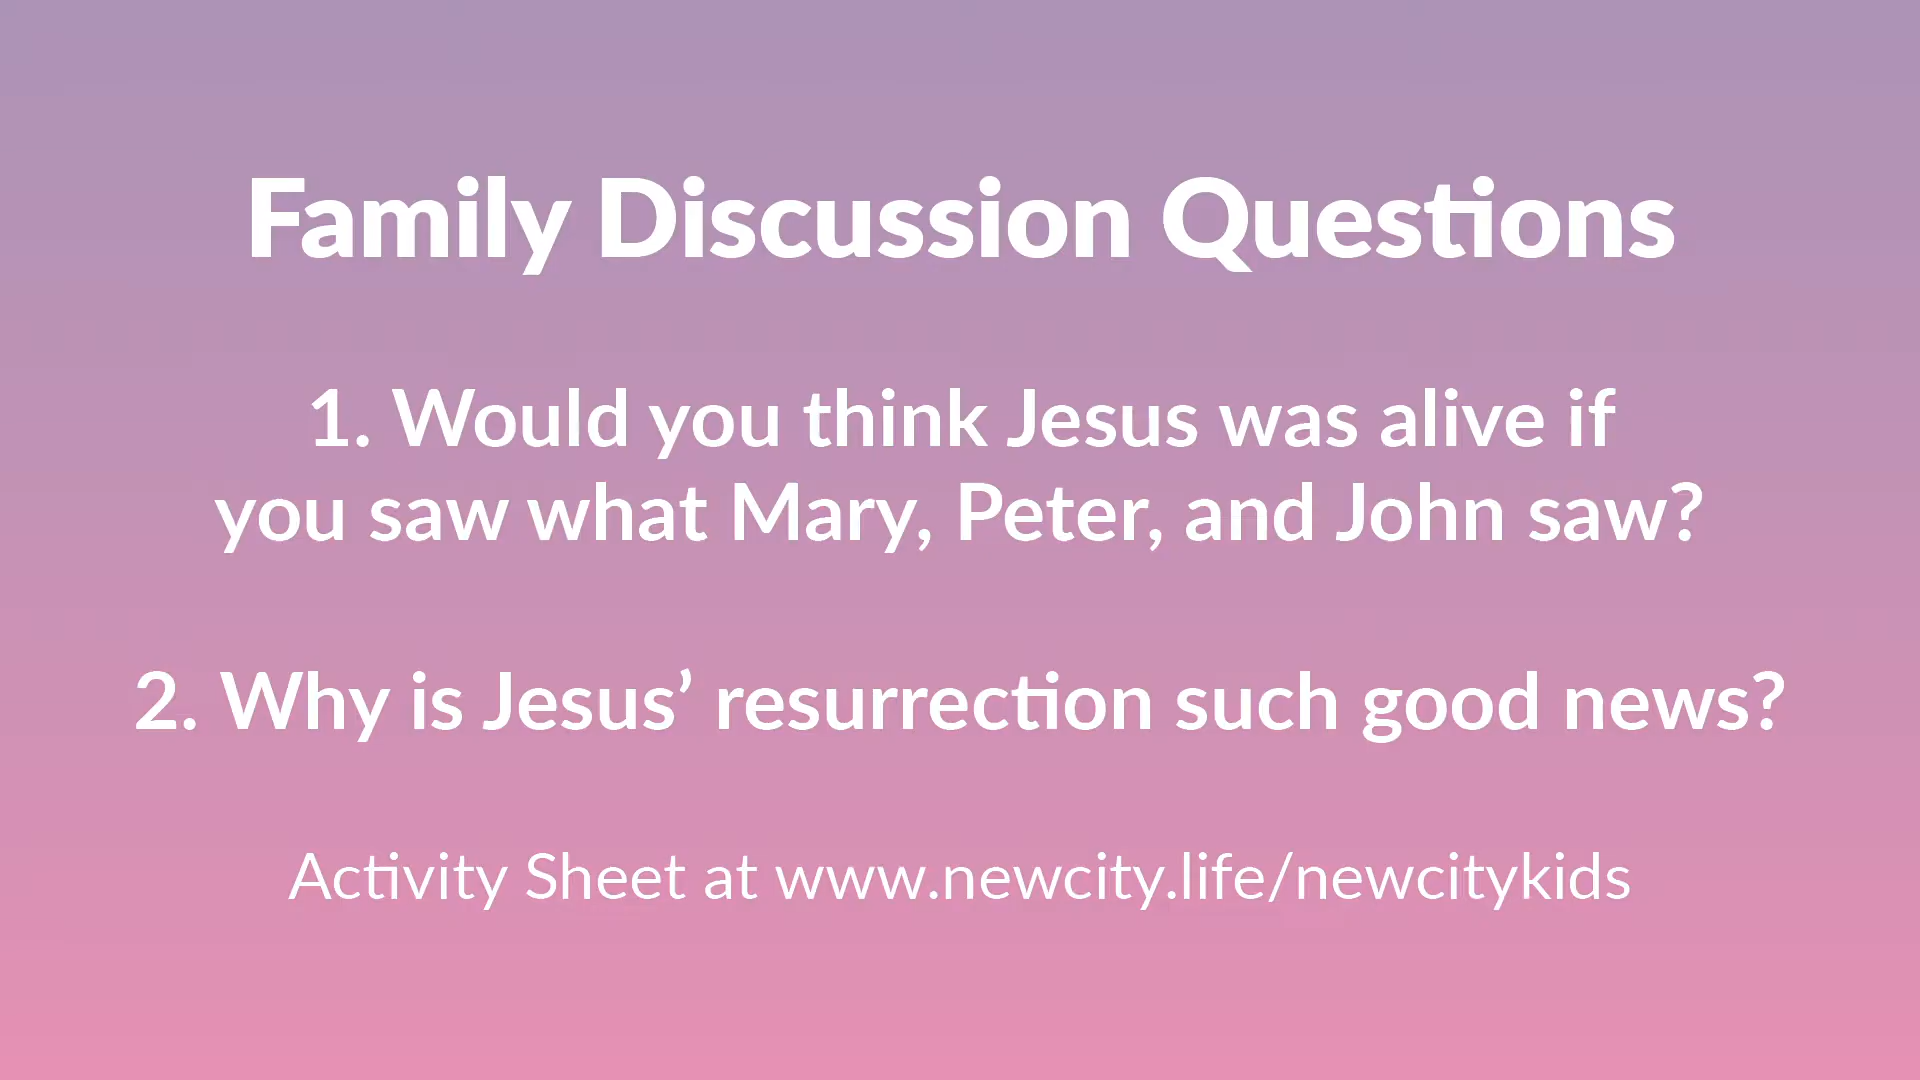 Family Discussion Questions
1. Would you think Jesus was alive if
you saw what Mary, Peter, and John saw?
2. Why is Jesus’ resurrection such good news?
Activity Sheet at www.newcity.life/newcitykids